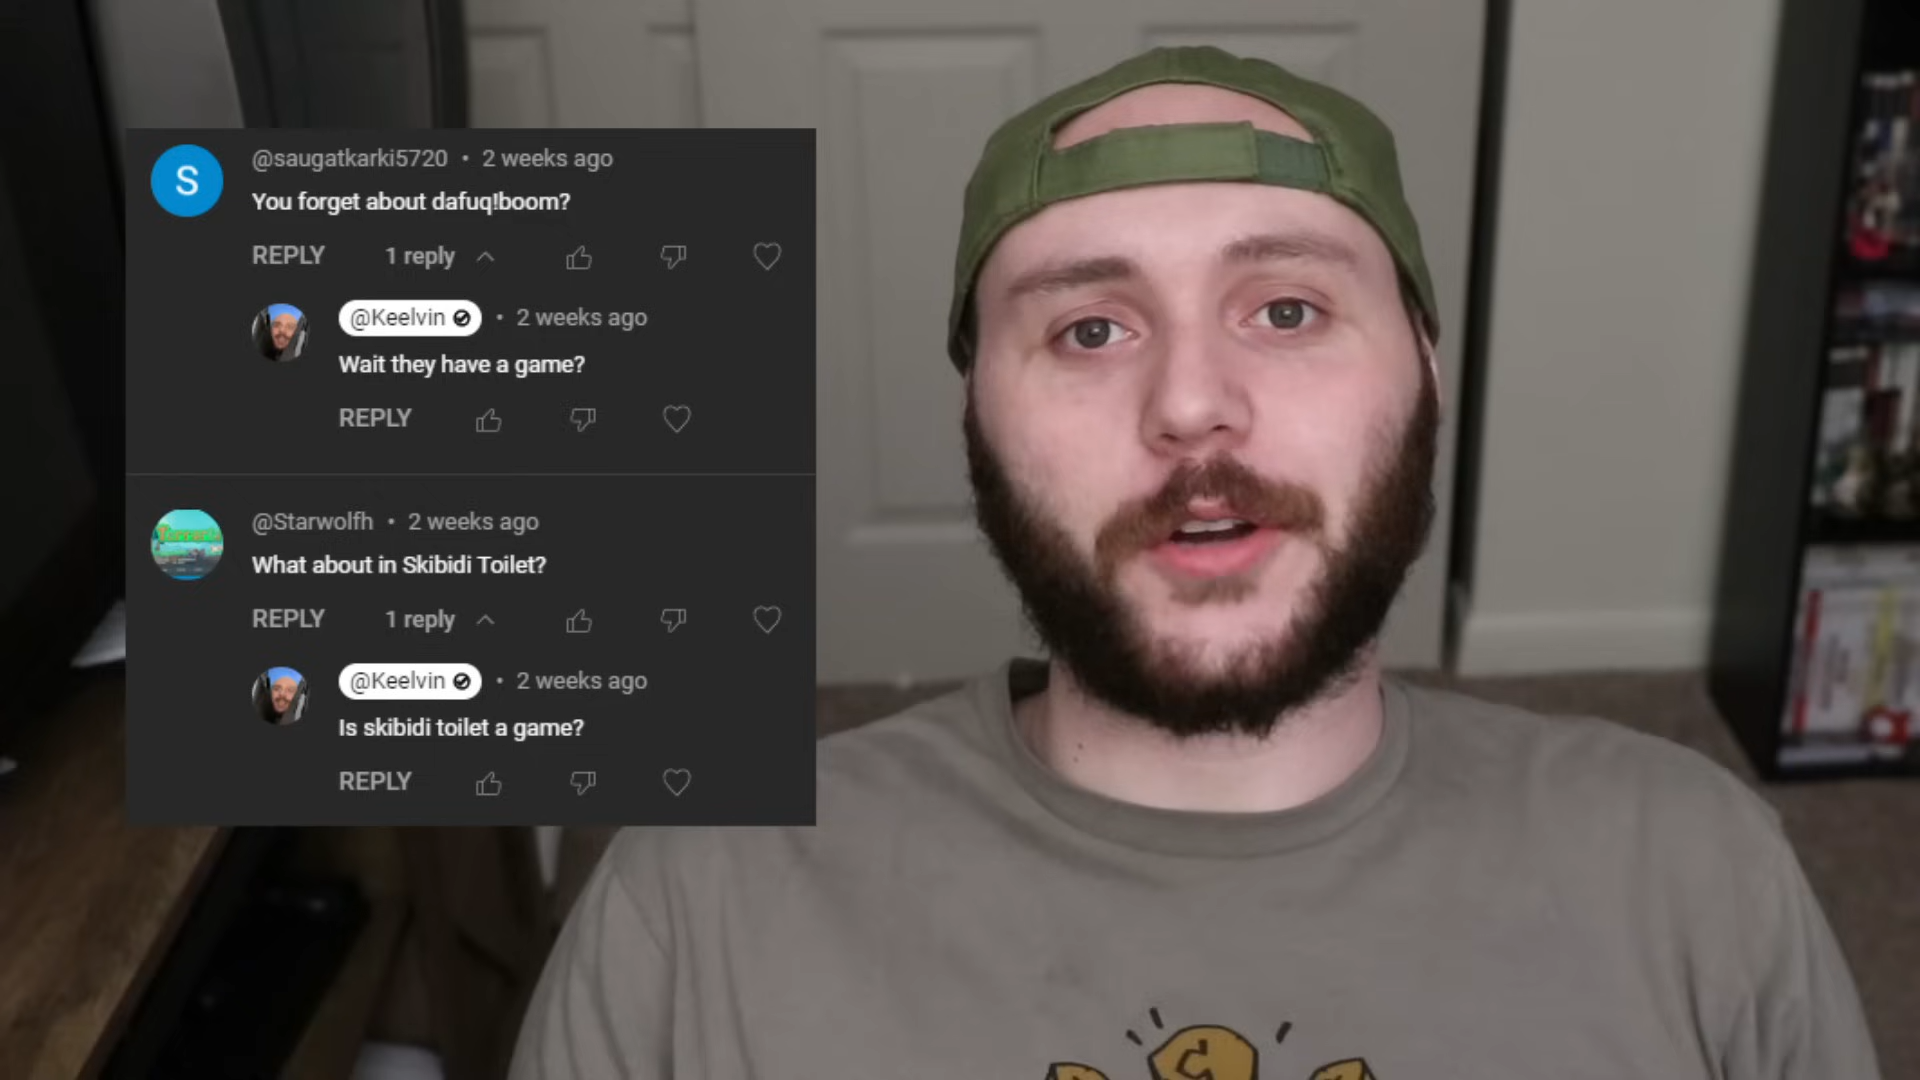 @saugatkarki5720 • 2 weeks ago
S
You forget about dafuq!boom?
REPLY 1 reply
@Keelvin • 2 weeks ago
Wait they have a game?
REPLY
@Starwolfh • 2 weeks ago
Terraria
What about in Skibidi Toilet?
REPLY 1 reply
@Keelvin • 2 weeks ago
Is skibidi toilet a game?
REPLY